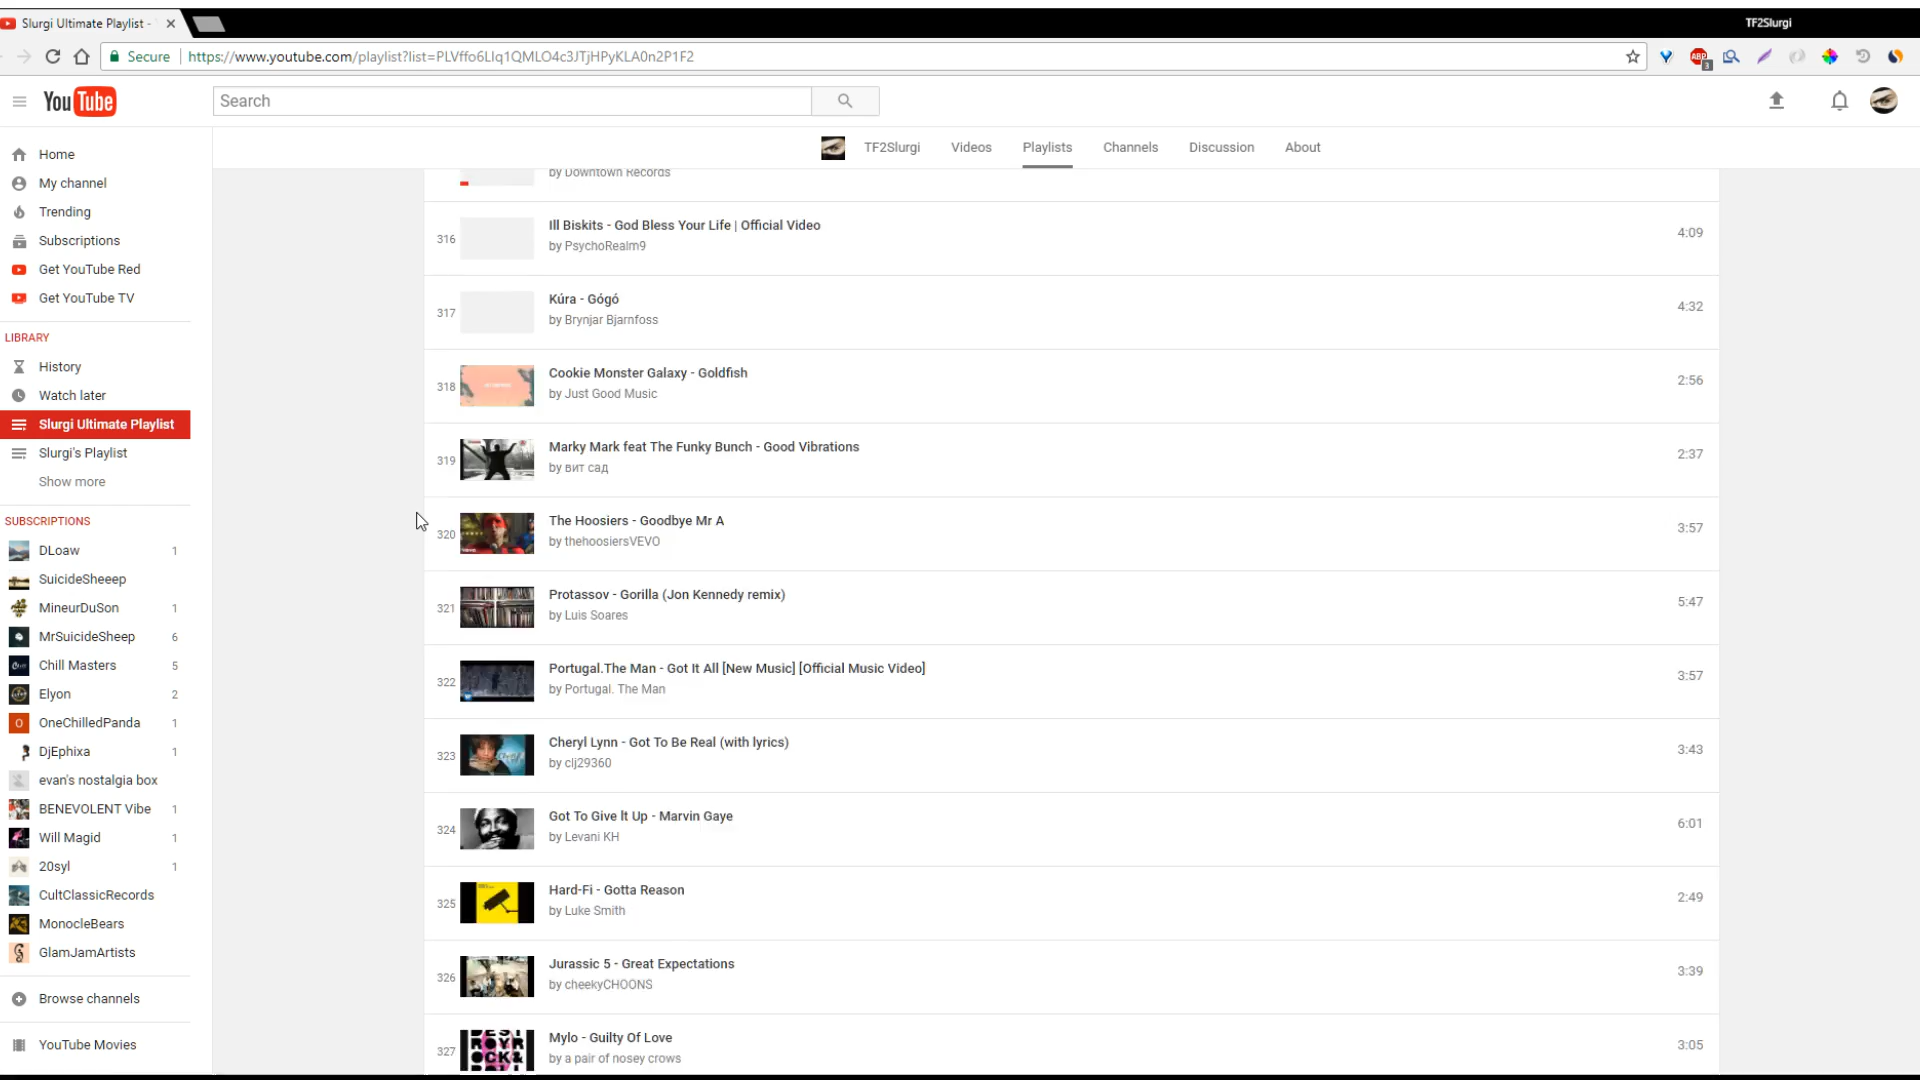 Slurgi Ultimate Playlist -
TF2Slurgi
Secure
https://www.youtube.com/playlist?list=PLVffo6LIq1QMLO4c3JTjHPyKLA0n2P1F2
ABP
3
YouTube
Search
TF2Slurgi
Videos
Playlists
Channels
Discussion
About
Home
My channel
Trending
Subscriptions
Get YouTube Red
Get YouTube TV
LIBRARY
History
Watch later
Slurgi Ultimate Playlist
Slurgi's Playlist
Show more
SUBSCRIPTIONS
DLoaw 1
SuicideSheeep
MineurDuSon 1
MrSuicideSheep 6
Chill Masters 5
Elyon 2
O OneChilledPanda 1
DjEphixa 1
evan's nostalgia box
BENEVOLENT Vibe 1
Will Magid 1
20syl 1
CultClassicRecords
MonocleBears
GlamJamArtists
Browse channels
YouTube Movies
by Downtown Records
316 Ill Biskits - God Bless Your Life | Official Video 4:09
by PsychoRealm9
317 Kúra - Gógó 4:32
by Brynjar Bjarnfoss
318 Cookie Monster Galaxy - Goldfish 2:56
by Just Good Music
319 Marky Mark feat The Funky Bunch - Good Vibrations 2:37
by вит сад
320 The Hoosiers - Goodbye Mr A 3:57
by thehoosiersVEVO
321 Protassov - Gorilla (Jon Kennedy remix) 5:47
by Luis Soares
322 Portugal.The Man - Got It All [New Music] [Official Music Video] 3:57
by Portugal. The Man
323 Cheryl Lynn - Got To Be Real (with lyrics) 3:43
by clj29360
324 Got To Give lt Up - Marvin Gaye 6:01
by Levani KH
325 Hard-Fi - Gotta Reason 2:49
by Luke Smith
326 Jurassic 5 - Great Expectations 3:39
by cheekyCHOONS
327 Mylo - Guilty Of Love 3:05
by a pair of nosey crows